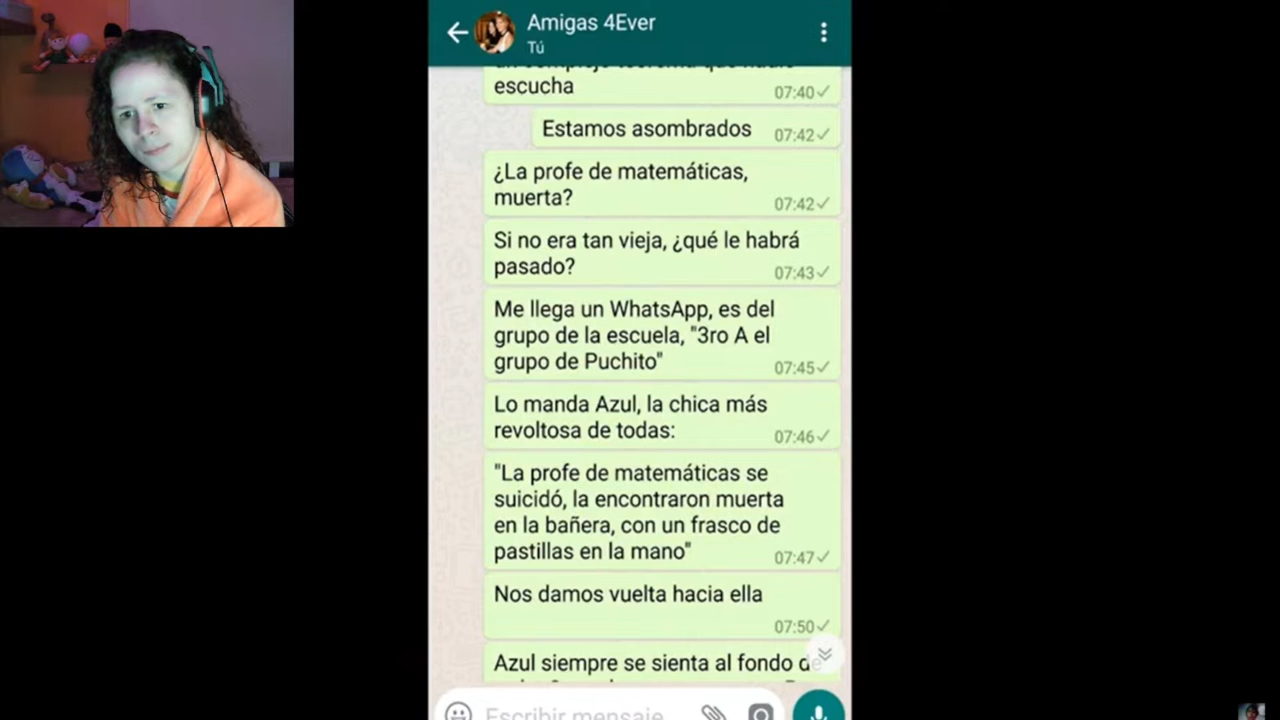 Amigas 4Ever
Tú
escucha
07:40
Estamos asombrados 07:42
¿La profe de matemáticas,
muerta? 07:42
Si no era tan vieja, ¿qué le habrá
pasado? 07:43
Me llega un WhatsApp, es del
grupo de la escuela, "3ro A el
grupo de Puchito" 07:45
Lo manda Azul, la chica más
revoltosa de todas: 07:46
"La profe de matemáticas se
suicidó, la encontraron muerta
en la bañera, con un frasco de
pastillas en la mano" 07:47
Nos damos vuelta hacia ella
07:50
Azul siempre se sienta al fondo de
Escribir mensaje